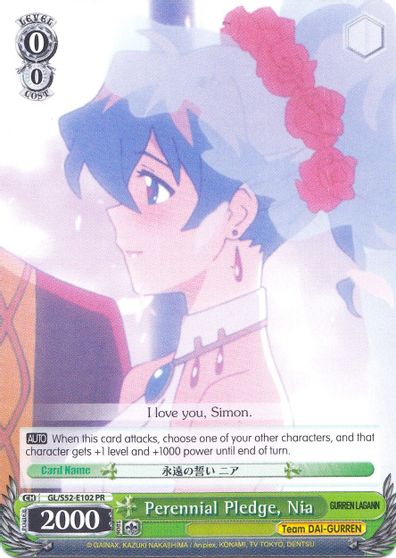 LEVEL
0
0
COST
I love you, Simon.
AUTO When this card attacks, choose one of your other characters, and that
character gets +1 level and +1000 power until end of turn.
Card Name 永遠の誓い ニア
CH GL/S52-E102 PR
Perennial Pledge, Nia
GURREN LAGANN
POWER 2000 SOUL
Team DAI-GURREN
© GAINAX, KAZUKI NAKASHIMA / Aniplex, KONAMI, TV TOKYO, DENTSU